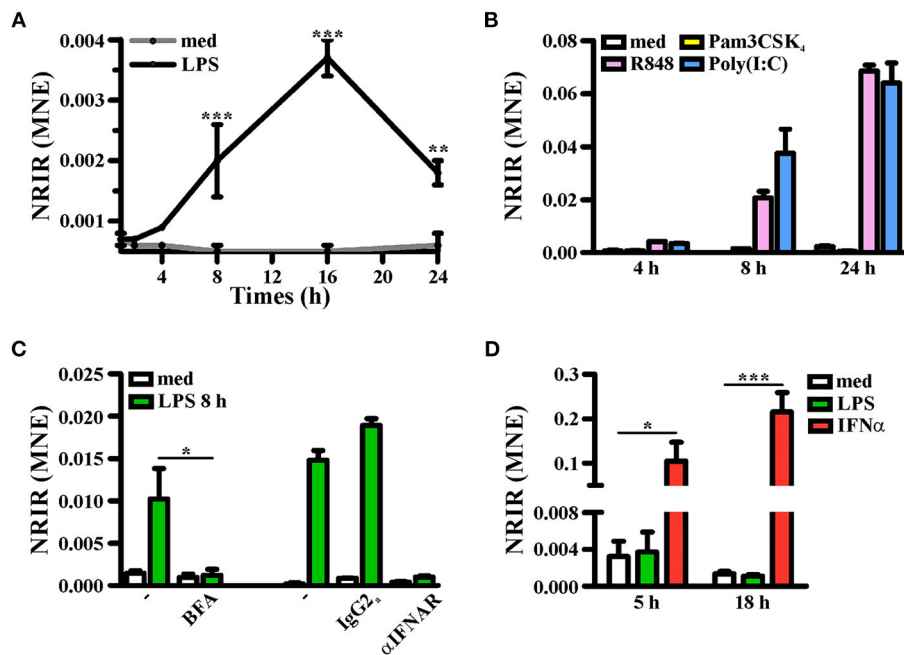 A
med
LPS
NRIR (MNE)
0.004
0.003
0.002
0.001
***
***
**
4 8 12 16 20 24
Times (h)
B
med Pam3CSK₄
R848 Poly(I:C)
NRIR (MNE)
0.08
0.06
0.04
0.02
0.00
4 h 8 h 24 h
C
med
LPS 8 h
NRIR (MNE)
0.025
0.020
0.015
0.010
0.005
0.000
*
- BFA - IgG2ₐ αIFNAR
D
med
LPS
IFNα
NRIR (MNE)
0.3
0.2
0.1
0.008
0.004
0.000
*
***
5 h 18 h